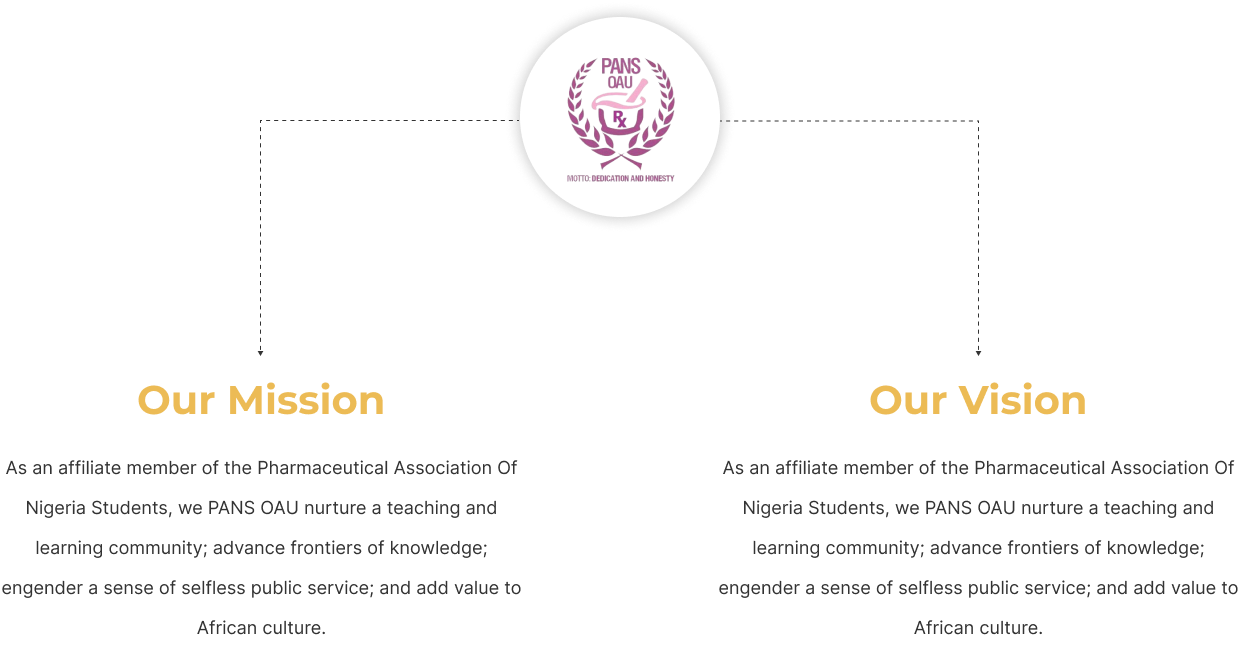 PANS
OAU
Rx
MOTTO: DEDICATION AND HONESTY
Our Mission
As an affiliate member of the Pharmaceutical Association Of
Nigeria Students, we PANS OAU nurture a teaching and
learning community; advance frontiers of knowledge;
engender a sense of selfless public service; and add value to
African culture.
Our Vision
As an affiliate member of the Pharmaceutical Association Of
Nigeria Students, we PANS OAU nurture a teaching and
learning community; advance frontiers of knowledge;
engender a sense of selfless public service; and add value to
African culture.